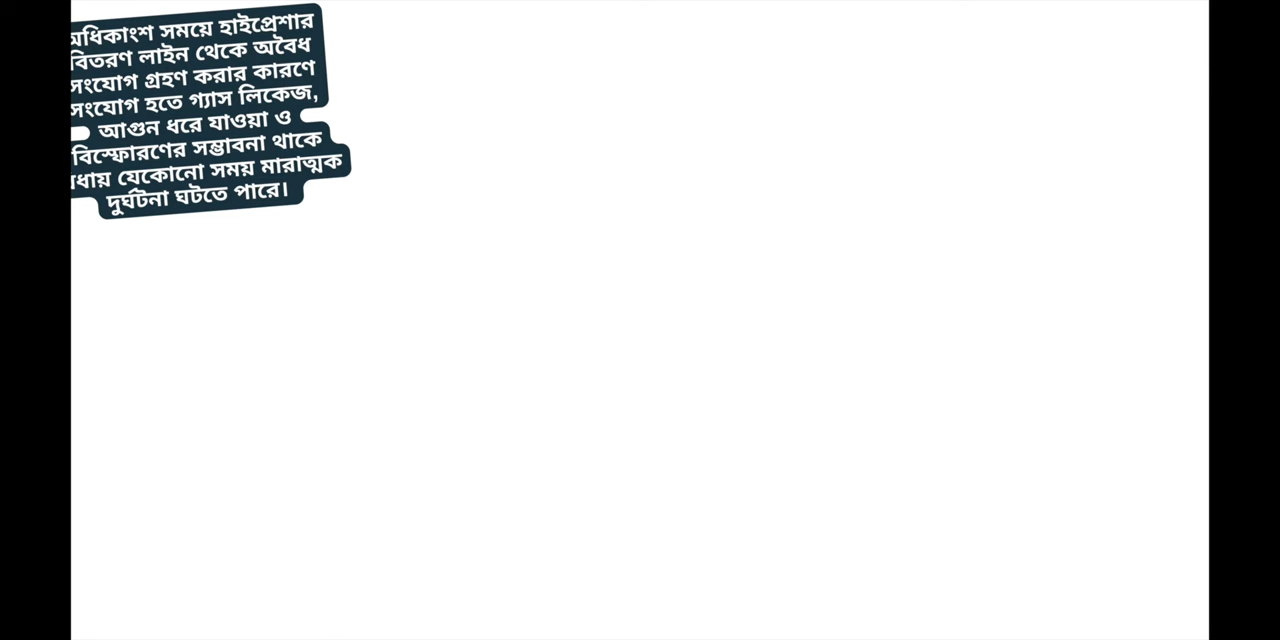 অধিকাংশ সময়ে হাইপ্রেশার
বিতরণ লাইন থেকে অবৈধ
সংযোগ গ্রহণ করার কারণে
সংযোগ হতে গ্যাস লিকেজ,
আগুন ধরে যাওয়া ও
বিস্ফোরণের সম্ভাবনা থাকে
যেকোনো সময় মারাত্মক
দুর্ঘটনা ঘটতে পারে।